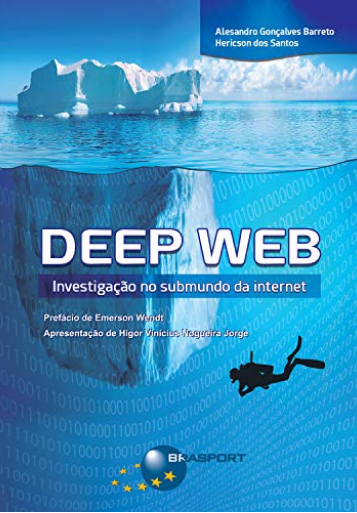 Alesandro Gonçalves Barreto
Hericson dos Santos
DEEP WEB
Investigação no submundo da internet
Prefácio de Emerson Wendt
Apresentação de Higor Vinicius Nogueira Jorge
BRASPORT